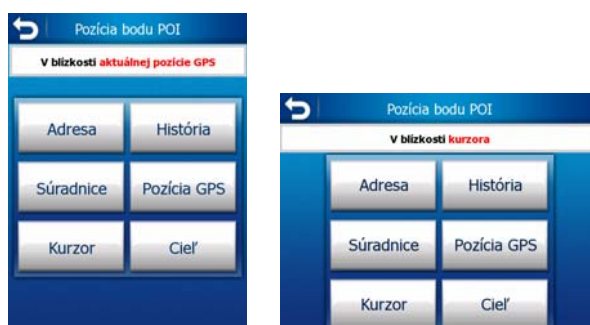 Pozícia bodu POI
V blízkosti aktuálnej pozície GPS
Adresa História
Súradnice Pozícia GPS
Kurzor Cieľ
Pozícia bodu POI
V blízkosti kurzora
Adresa História
Súradnice Pozícia GPS
Kurzor Cieľ